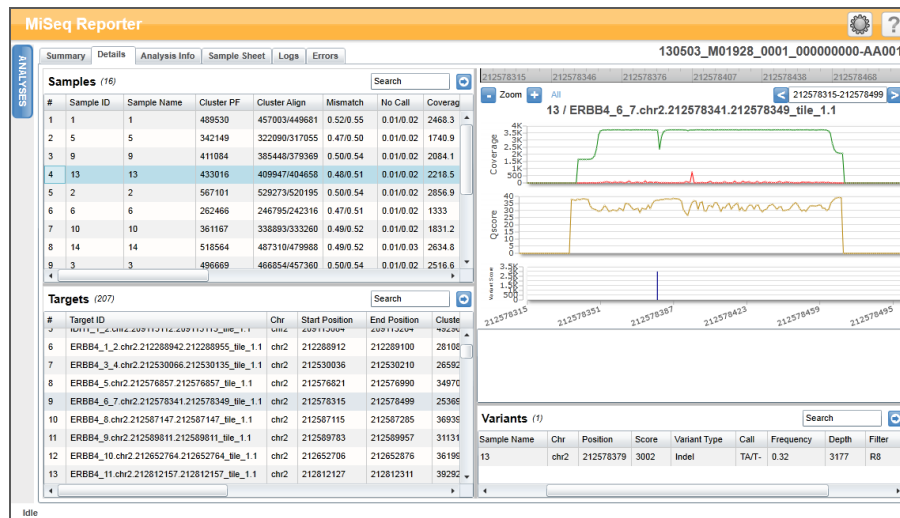 MiSeq Reporter
?
ANALYSES
Summary Details Analysis Info Sample Sheet Logs Errors
130503_M01928_0001_000000000-AA001
Samples (16) Search
# Sample ID Sample Name Cluster PF Cluster Align Mismatch No Call Coverag
1 1 1 489530 457003/449681 0.52/0.55 0.01/0.02 2468.3
2 5 5 342149 322090/317055 0.47/0.50 0.01/0.02 1740.9
3 9 9 411084 385448/379369 0.50/0.54 0.01/0.02 2084.1
4 13 13 433016 409947/404658 0.48/0.51 0.01/0.02 2218.5
5 2 2 567101 529273/520195 0.50/0.54 0.01/0.02 2856.9
6 6 6 262466 246795/242316 0.47/0.51 0.01/0.02 1333
7 10 10 361167 338893/333260 0.49/0.52 0.01/0.02 1831.2
8 14 14 518564 487310/479988 0.49/0.52 0.01/0.03 2634.8
9 3 3 496669 466854/457360 0.50/0.54 0.01/0.02 2516.6
Targets (207) Search
# Target ID Chr Start Position End Position Cluste
6 ERBB4_1_2.chr2.212288942.212288955_tile_1.1 chr2 212288912 212289100 28108
7 ERBB4_3_4.chr2.212530066.212530135_tile_1.1 chr2 212530036 212530210 26592
8 ERBB4_5.chr2.212576857.212576857_tile_1.1 chr2 212576821 212576990 34970
9 ERBB4_6_7.chr2.212578341.212578349_tile_1.1 chr2 212578315 212578499 25369
10 ERBB4_8.chr2.212587147.212587147_tile_1.1 chr2 212587115 212587285 36939
11 ERBB4_9.chr2.212589811.212589811_tile_1.1 chr2 212589783 212589957 31131
12 ERBB4_10.chr2.212652764.212652764_tile_1.1 chr2 212652706 212652876 36199
13 ERBB4_11.chr2.212812157.212812157_tile_1.1 chr2 212812127 212812311 39292
212578315 212578346 212578376 212578407 212578438 212578468
- Zoom + All < 212578315-212578499 >
13 / ERBB4_6_7.chr2.212578341.212578349_tile_1.1
Coverage
4K
3.5K
3K
2.5K
2K
1.5K
1K
500
0
Qscore
40
35
30
25
20
15
10
5
0
Variant Score
3.5K
2.5K
1.5K
500
0
212578315 212578351 212578387 212578423 212578459 212578495
Variants (1) Search
Sample Name Chr Position Score Variant Type Call Frequency Depth Filter
13 chr2 212578379 3002 Indel TA/T- 0.32 3177 R8
Idle